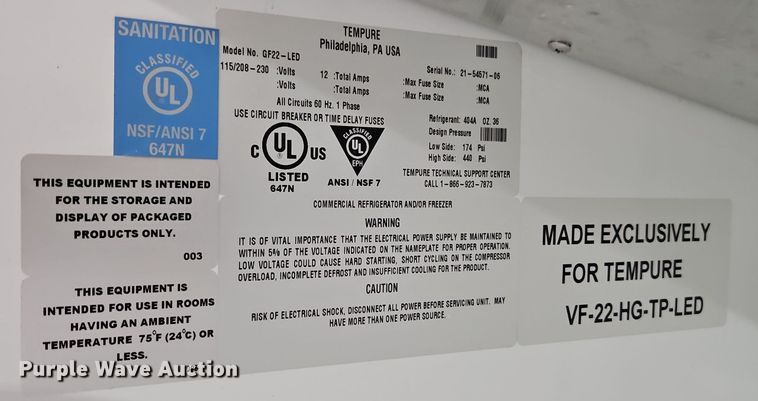 SANITATION
CLASSIFIED
UL
NSF/ANSI 7
647N
THIS EQUIPMENT IS INTENDED
FOR THE STORAGE AND
DISPLAY OF PACKAGED
PRODUCTS ONLY.
003
THIS EQUIPMENT IS
INTENDED FOR USE IN ROOMS
HAVING AN AMBIENT
TEMPERATURE 75°F (24°C) OR
LESS.
TEMPURE
Philadelphia, PA USA
Model No. GF22-LED
Serial No.: 21-54571-06
115/208-230 :Volts 12 :Total Amps :Max Fuse Size :MCA
:Volts :Total Amps :Max Fuse Size :MCA
All Circuits 60 Hz. 1 Phase
USE CIRCUIT BREAKER OR TIME DELAY FUSES
Refrigerant: 404A OZ. 36
Design Pressure
Low Side: 174 Psi
High Side: 440 Psi
C UL US
LISTED
647N
CLASSIFIED
UL
EPH
ANSI / NSF 7
TEMPURE TECHNICAL SUPPORT CENTER
CALL 1-866-923-7873
COMMERCIAL REFRIGERATOR AND/OR FREEZER
WARNING
IT IS OF VITAL IMPORTANCE THAT THE ELECTRICAL POWER SUPPLY BE MAINTAINED TO
WITHIN 5% OF THE VOLTAGE INDICATED ON THE NAMEPLATE FOR PROPER OPERATION.
LOW VOLTAGE COULD CAUSE HARD STARTING, SHORT CYCLING ON THE COMPRESSOR
OVERLOAD, INCOMPLETE DEFROST AND INSUFFICIENT COOLING FOR THE PRODUCT.
CAUTION
RISK OF ELECTRICAL SHOCK, DISCONNECT ALL POWER BEFORE SERVICING UNIT. MAY
HAVE MORE THAN ONE POWER SOURCE.
MADE EXCLUSIVELY
FOR TEMPURE
VF-22-HG-TP-LED
Purple Wave Auction